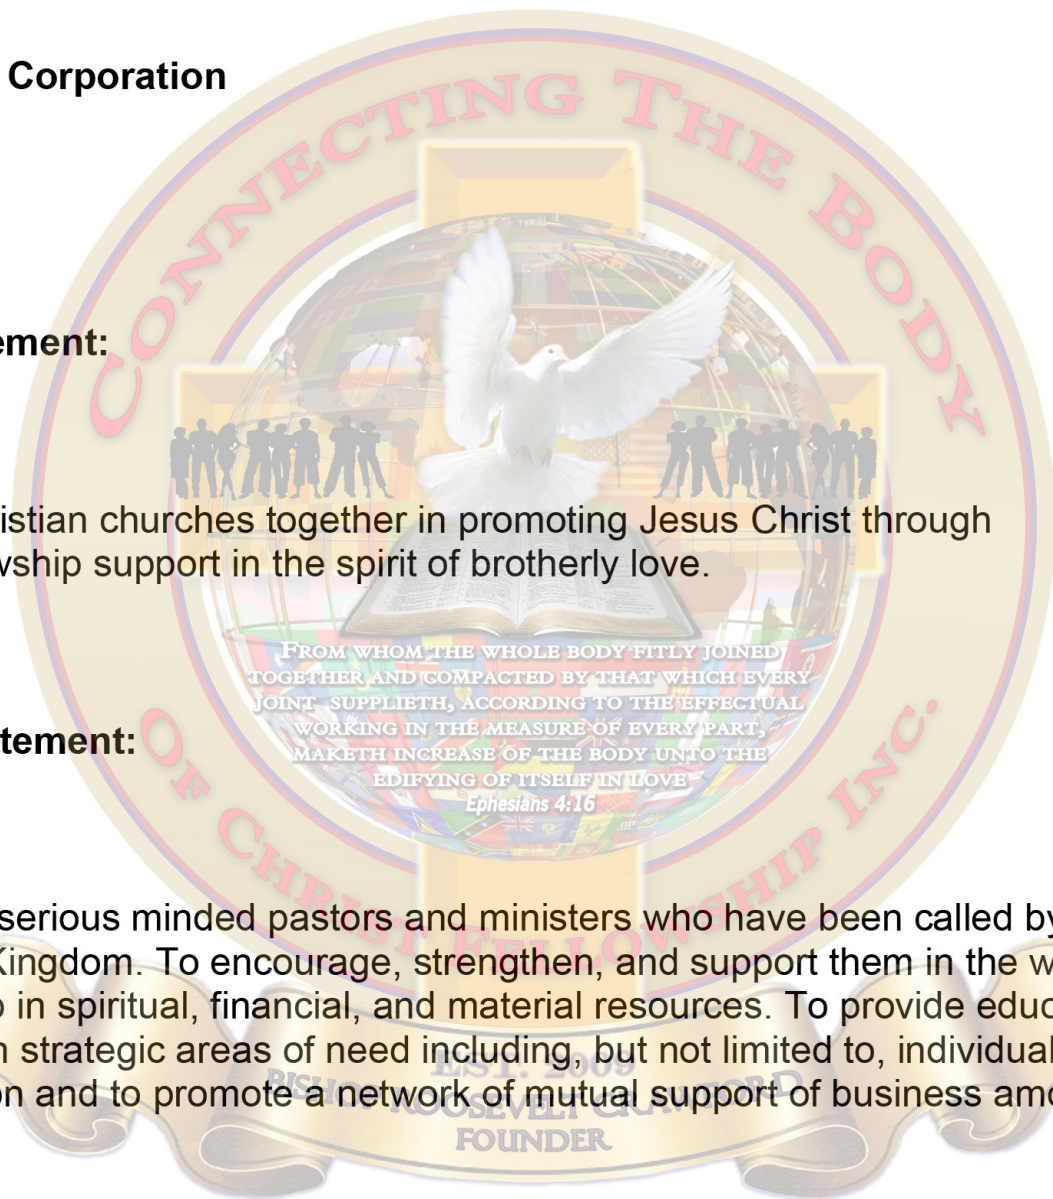 Corporation
CONNECTING THE BODY
ement:
istian churches together in promoting Jesus Christ through
wship support in the spirit of brotherly love.
FROM WHOM THE WHOLE BODY FITLY JOINED
TOGETHER AND COMPACTED BY THAT WHICH EVERY
JOINT SUPPLIETH, ACCORDING TO THE EFFECTUAL
WORKING IN THE MEASURE OF EVERY PART,
MAKETH INCREASE OF THE BODY UNTO THE
EDIFYING OF ITSELF IN LOVE
Ephesians 4:16
tement:
OF CHRIST FELLOWSHIP INC.
serious minded pastors and ministers who have been called by
Kingdom. To encourage, strengthen, and support them in the w
p in spiritual, financial, and material resources. To provide educ
n strategic areas of need including, but not limited to, individual
on and to promote a network of mutual support of business amo
EST. 2009
BISHOP ROOSEVELT CRAWFORD
FOUNDER